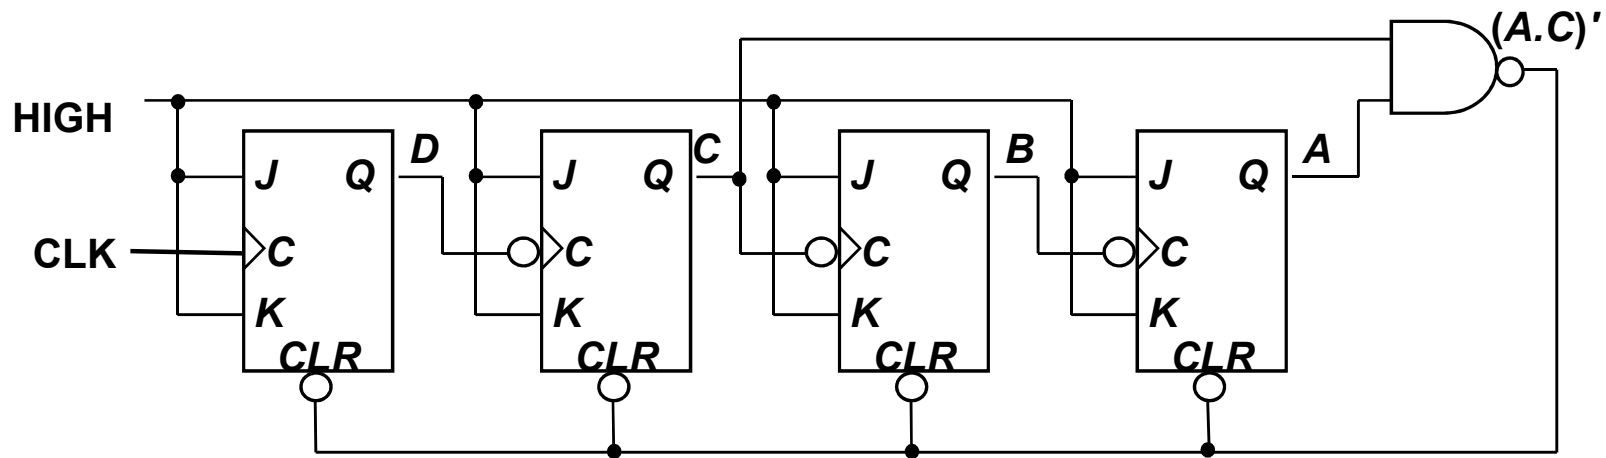 (A.C)'
HIGH
D C B A
J Q J Q J Q J Q
CLK
C C C C
K K K K
CLR CLR CLR CLR